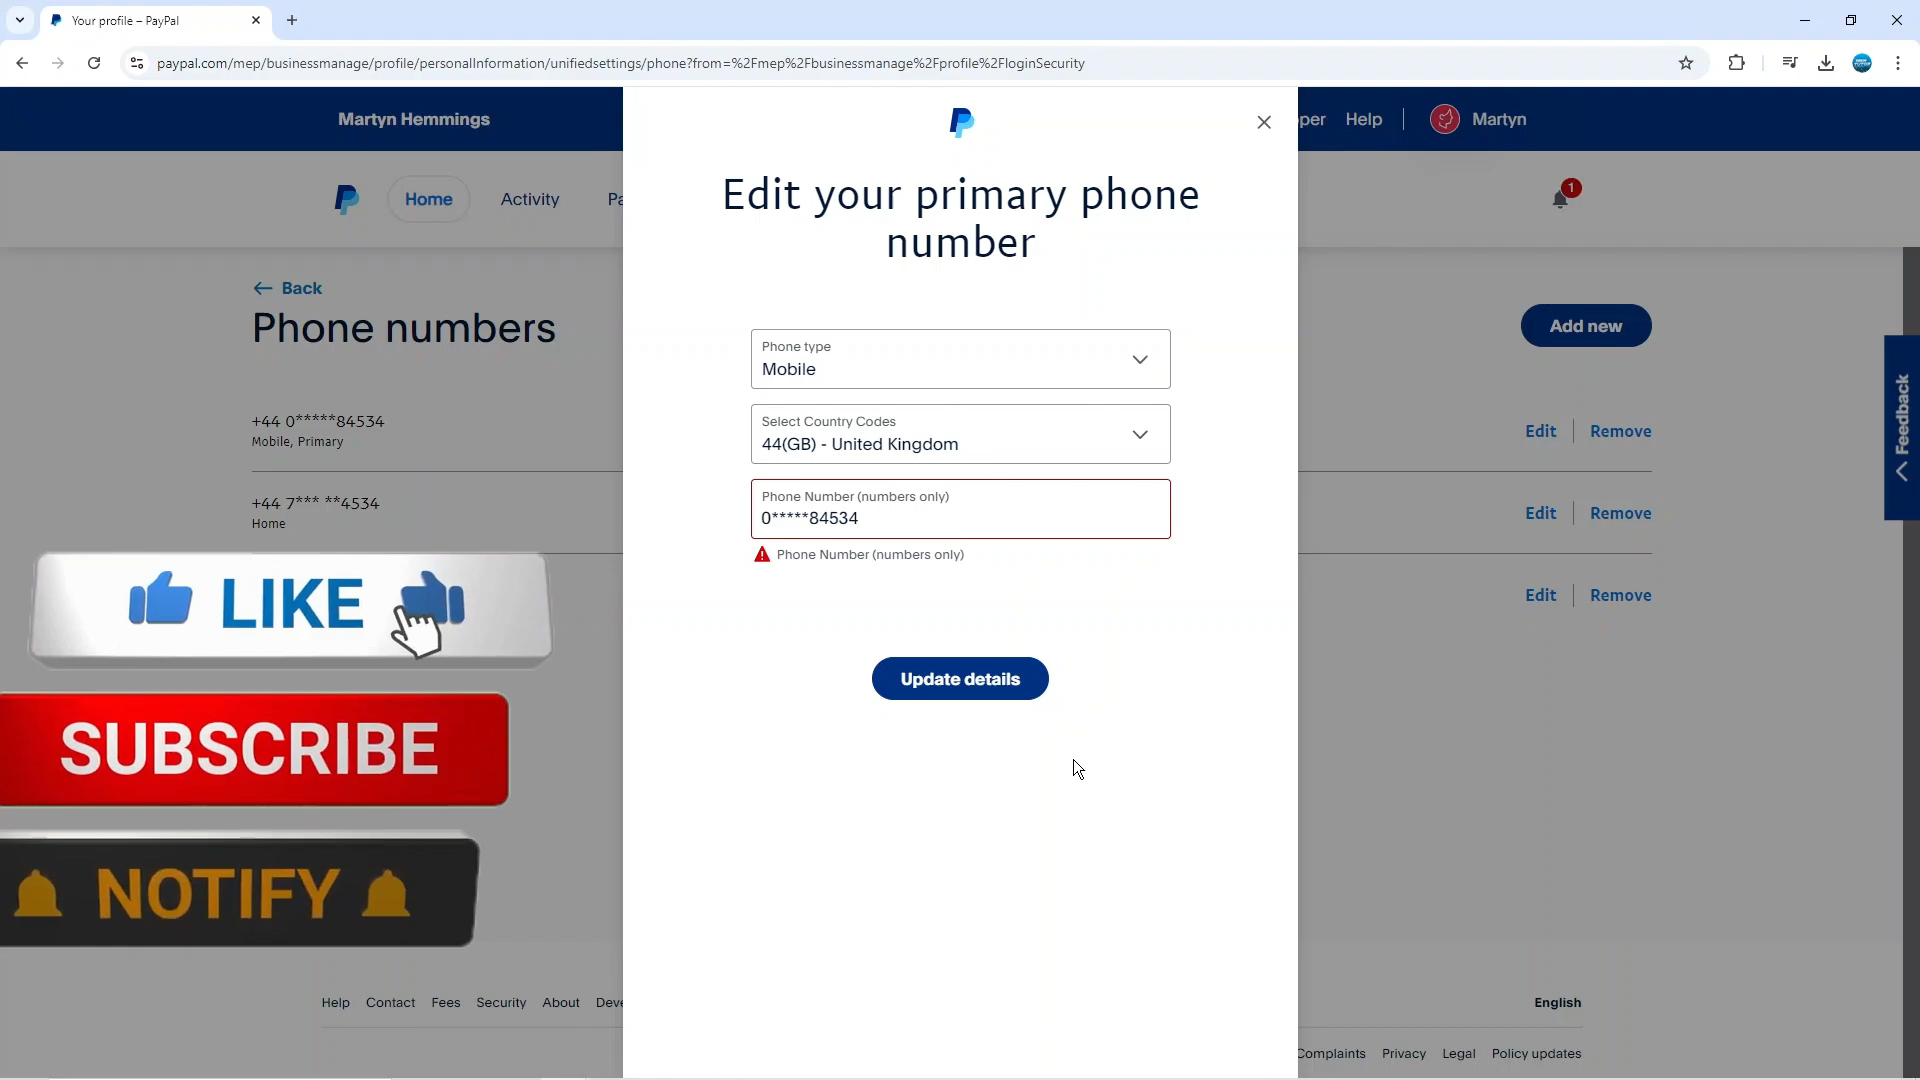 Your profile – PayPal
paypal.com/mep/businessmanage/profile/personalInformation/unifiedsettings/phone?from=%2Fmep%2Fbusinessmanage%2Fprofile%2FloginSecurity
Martyn Hemmings
per
Help
Martyn
Home
Activity
Pa
1
Back
Phone numbers
Add new
+44 0*****84534
Mobile, Primary
Edit
Remove
+44 7*** **4534
Home
Edit
Remove
Edit
Remove
Feedback
Edit your primary phone
number
Phone type
Mobile
Select Country Codes
44(GB) - United Kingdom
Phone Number (numbers only)
0*****84534
Phone Number (numbers only)
Update details
LIKE
SUBSCRIBE
NOTIFY
Help
Contact
Fees
Security
About
Deve
English
Complaints
Privacy
Legal
Policy updates